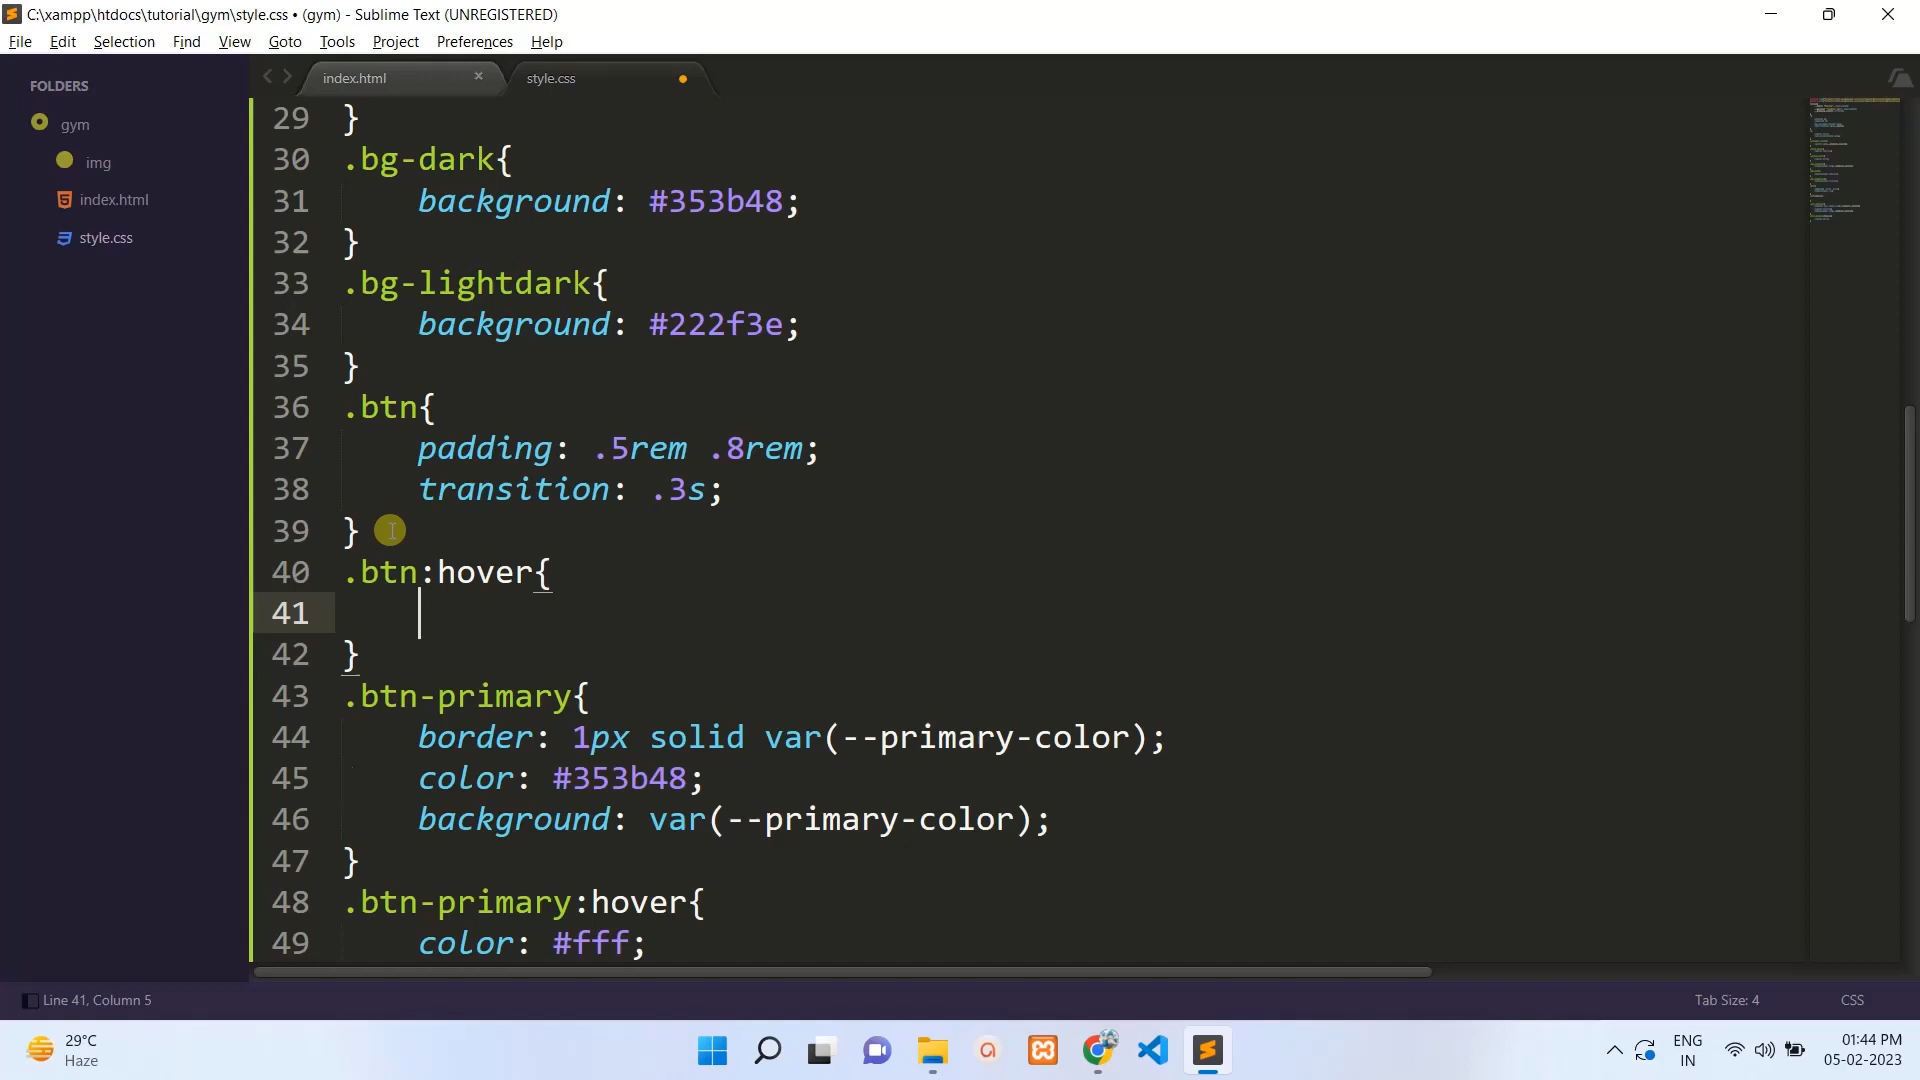 C:\xampp\htdocs\tutorial\gym\style.css • (gym) - Sublime Text (UNREGISTERED)
File Edit Selection Find View Goto Tools Project Preferences Help
FOLDERS
gym
img
index.html
style.css
index.html
style.css
29 }
30 .bg-dark{
31 background: #353b48;
32 }
33 .bg-lightdark{
34 background: #222f3e;
35 }
36 .btn{
37 padding: .5rem .8rem;
38 transition: .3s;
39 }
40 .btn:hover{
41
42 }
43 .btn-primary{
44 border: 1px solid var(--primary-color);
45 color: #353b48;
46 background: var(--primary-color);
47 }
48 .btn-primary:hover{
49 color: #fff;
Line 41, Column 5
Tab Size: 4
CSS
29°C
Haze
ENG
IN
01:44 PM
05-02-2023